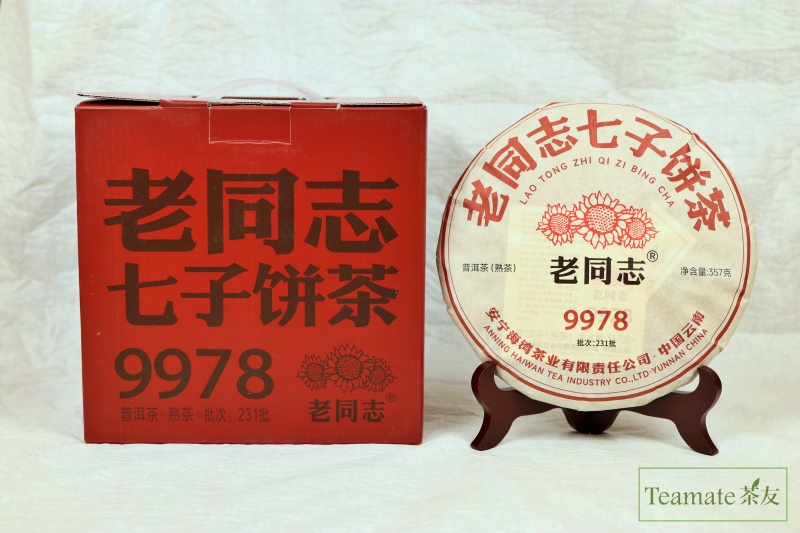 老同志
七子饼茶
9978
普洱茶·熟茶·批次：231批
老同志®
老同志七子饼茶
LAO TONG ZHI QI ZI BING CHA
普洱茶(熟茶)
老同志®
净含量:357克
9978
批次:231批
安宁海湾茶业有限责任公司·中国云南
ANNING HAIWAN TEA INDUSTRY CO.,LTD·YUNNAN CHINA
Teamate 茶友